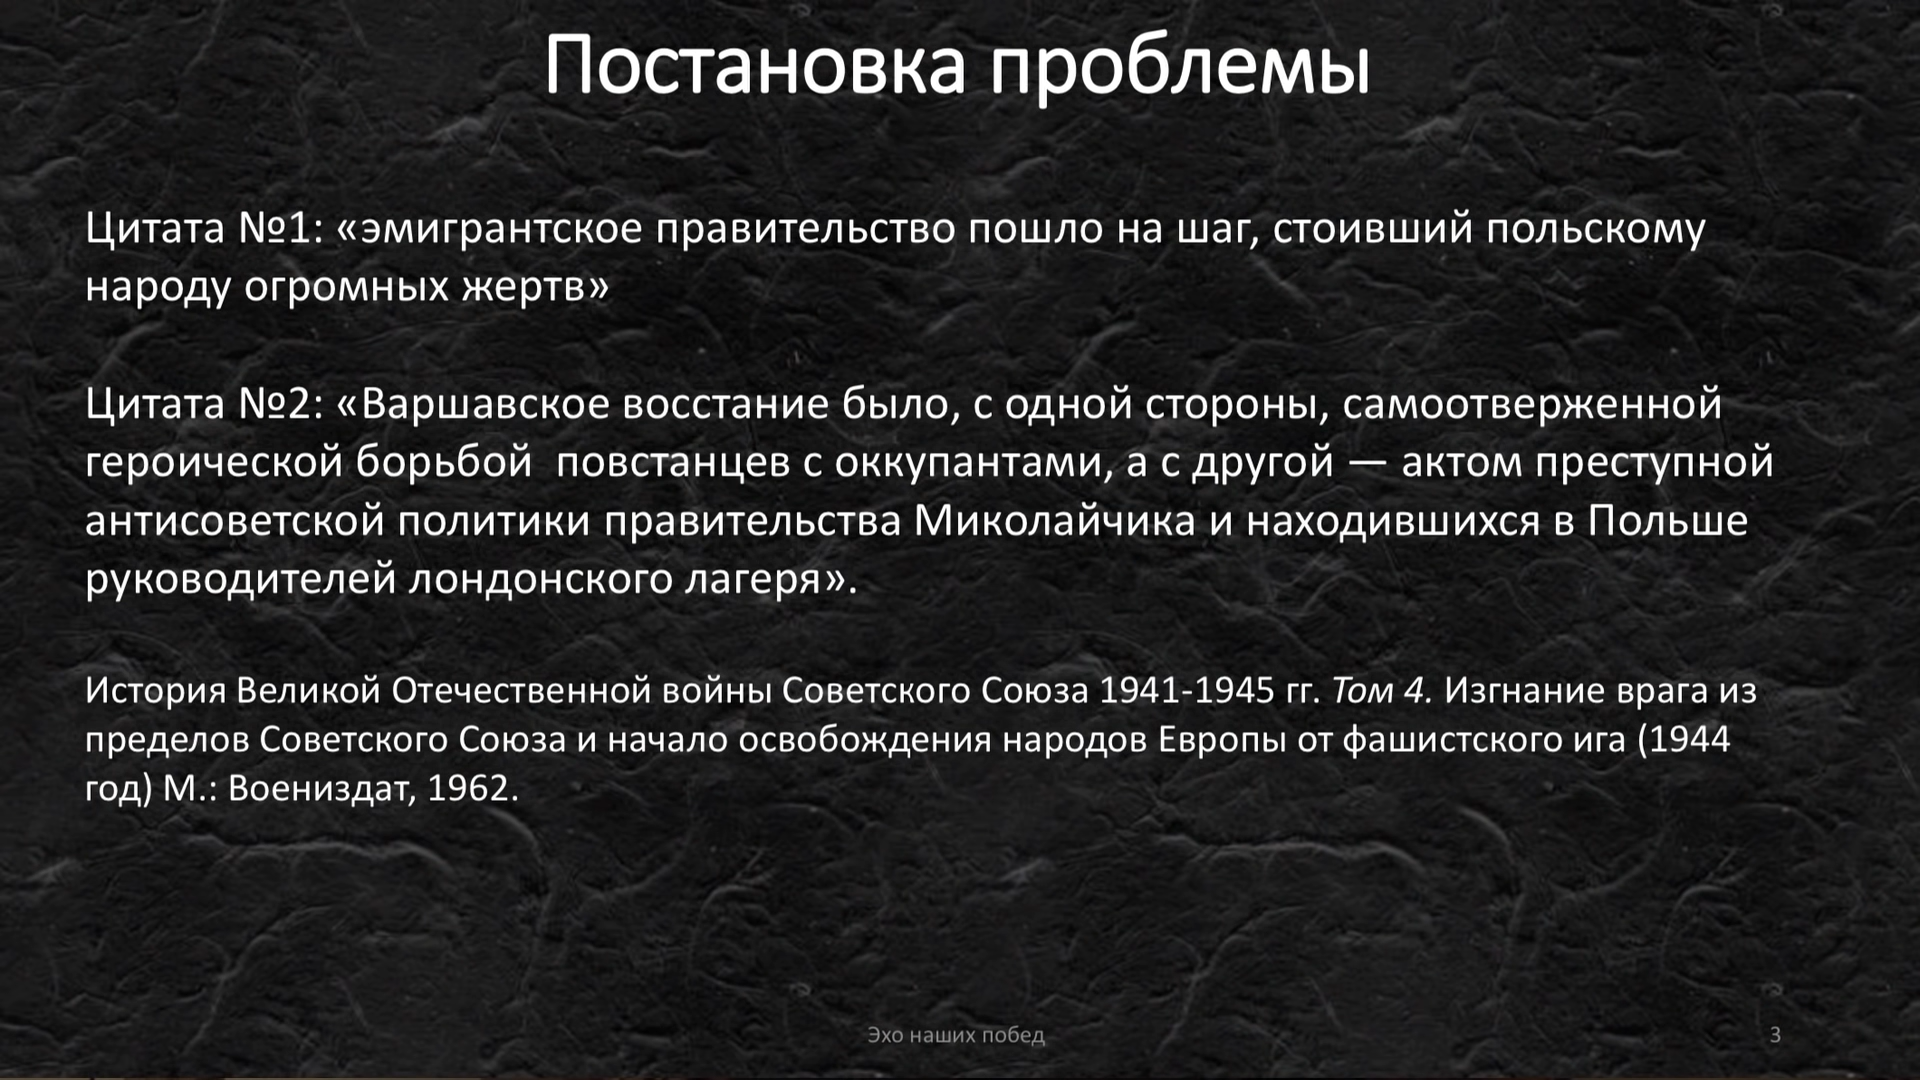 Постановка проблемы
Цитата №1: «эмигрантское правительство пошло на шаг, стоивший польскому
народу огромных жертв»
Цитата №2: «Варшавское восстание было, с одной стороны, самоотверженной
героической борьбой  повстанцев с оккупантами, а с другой — актом преступной
антисоветской политики правительства Миколайчика и находившихся в Польше
руководителей лондонского лагеря».
История Великой Отечественной войны Советского Союза 1941-1945 гг. Том 4. Изгнание врага из
пределов Советского Союза и начало освобождения народов Европы от фашистского ига (1944
год) М.: Воениздат, 1962.
Эхо наших побед
3